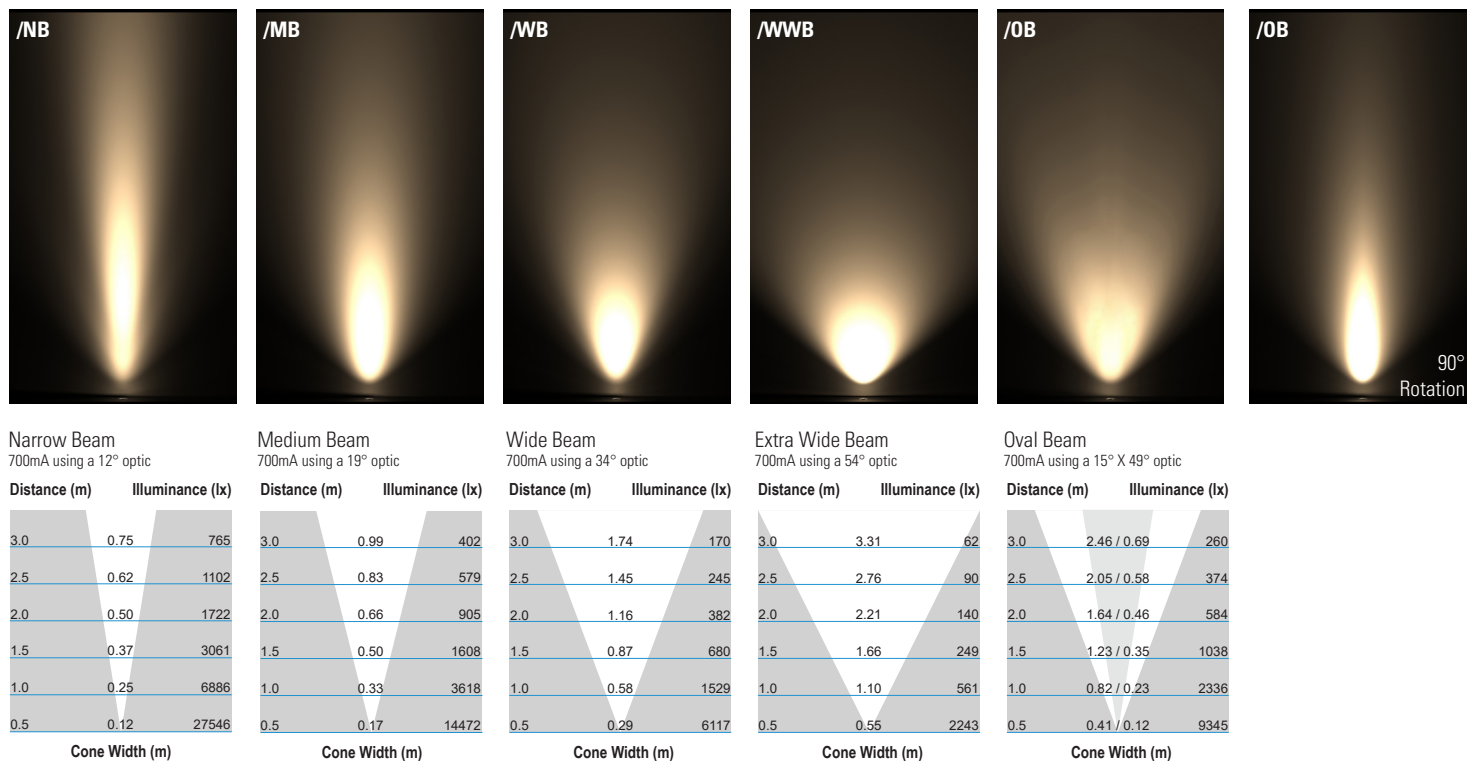 /NB
/MB
/WB
/WWB
/OB
/OB
90°
Rotation
Narrow Beam
700mA using a 12° optic
Distance (m) Illuminance (lx)
3.0 0.75 765
2.5 0.62 1102
2.0 0.50 1722
1.5 0.37 3061
1.0 0.25 6886
0.5 0.12 27546
Cone Width (m)
Medium Beam
700mA using a 19° optic
Distance (m) Illuminance (lx)
3.0 0.99 402
2.5 0.83 579
2.0 0.66 905
1.5 0.50 1608
1.0 0.33 3618
0.5 0.17 14472
Cone Width (m)
Wide Beam
700mA using a 34° optic
Distance (m) Illuminance (lx)
3.0 1.74 170
2.5 1.45 245
2.0 1.16 382
1.5 0.87 680
1.0 0.58 1529
0.5 0.29 6117
Cone Width (m)
Extra Wide Beam
700mA using a 54° optic
Distance (m) Illuminance (lx)
3.0 3.31 62
2.5 2.76 90
2.0 2.21 140
1.5 1.66 249
1.0 1.10 561
0.5 0.55 2243
Cone Width (m)
Oval Beam
700mA using a 15° X 49° optic
Distance (m) Illuminance (lx)
3.0 2.46 / 0.69 260
2.5 2.05 / 0.58 374
2.0 1.64 / 0.46 584
1.5 1.23 / 0.35 1038
1.0 0.82 / 0.23 2336
0.5 0.41 / 0.12 9345
Cone Width (m)